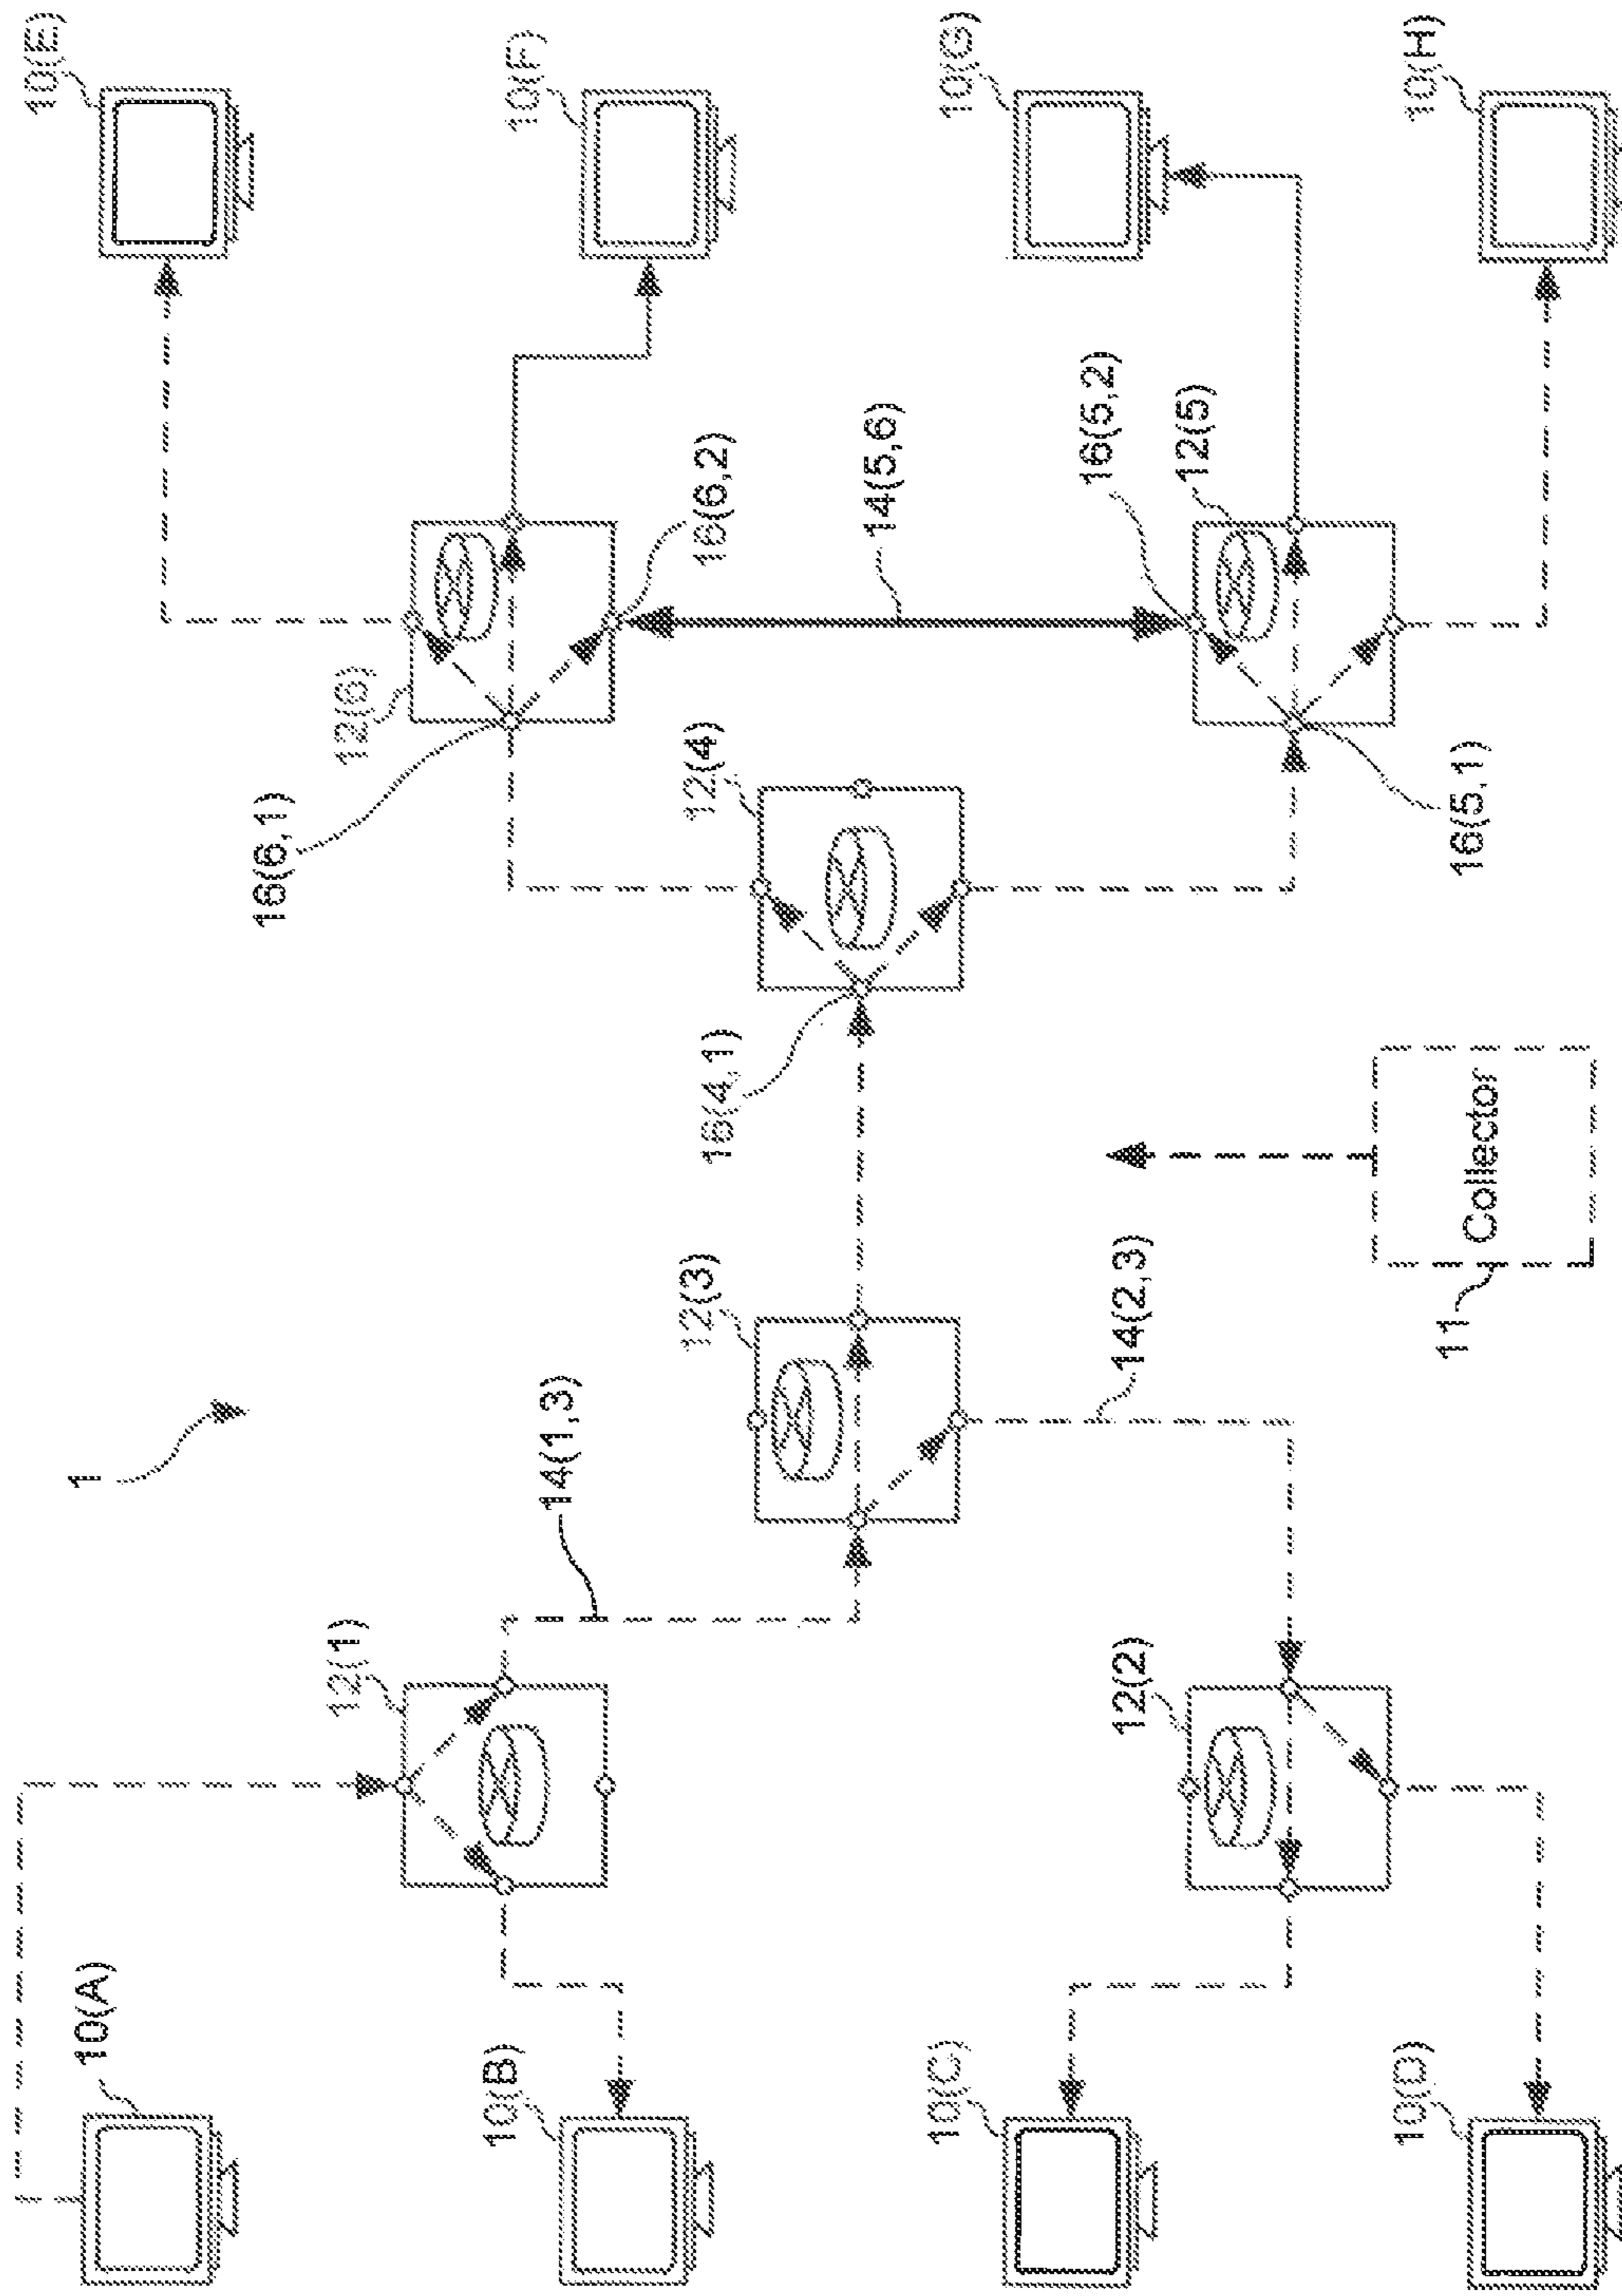 1
10(A)
12(1)
14(1,3)
10(B)
12(3)
16(4,1)
12(4)
16(6,1)
12(6)
16(6,2)
14(5,6)
10(E)
10(F)
10(C)
12(2)
14(2,3)
16(5,2)
12(5)
10(G)
10(D)
11
Collector
16(5,1)
10(H)